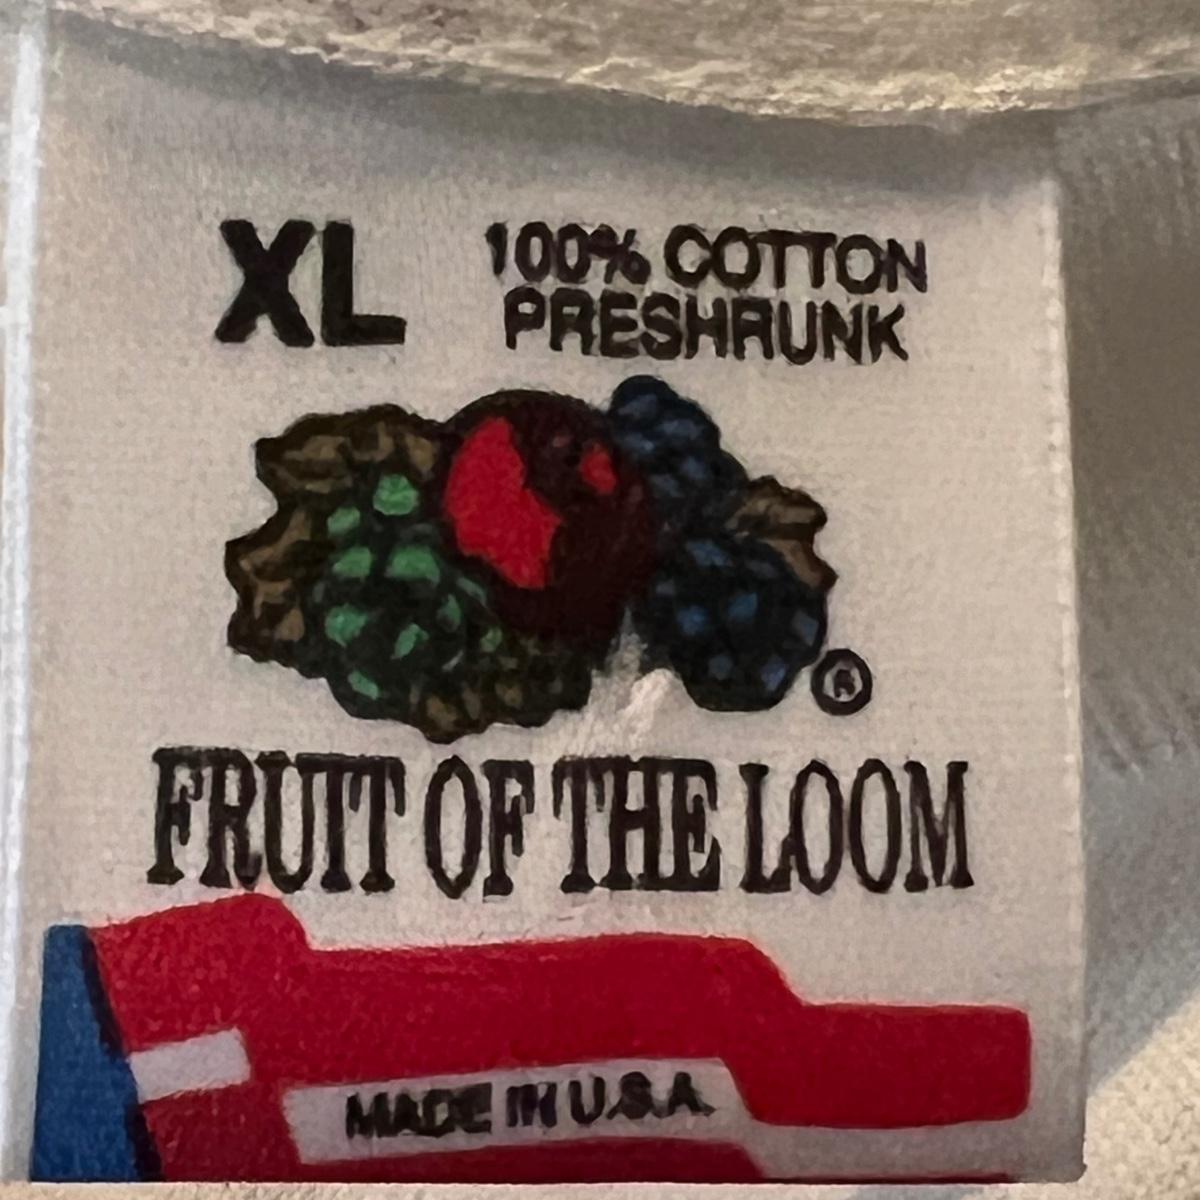 XL
100% COTTON
PRESHRUNK
®
FRUIT OF THE LOOM
MADE IN U.S.A.